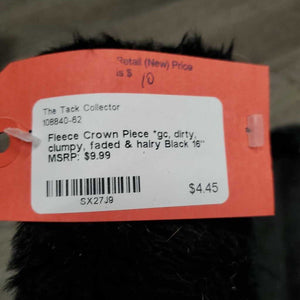 Retail (New) Price
is $ 10
The Tack Collector
108840-62
Fleece Crown Piece "gc, dirty,
clumpy, faded & hairy Black 16"
MSRP: $9.99
$4.45
SX27J9